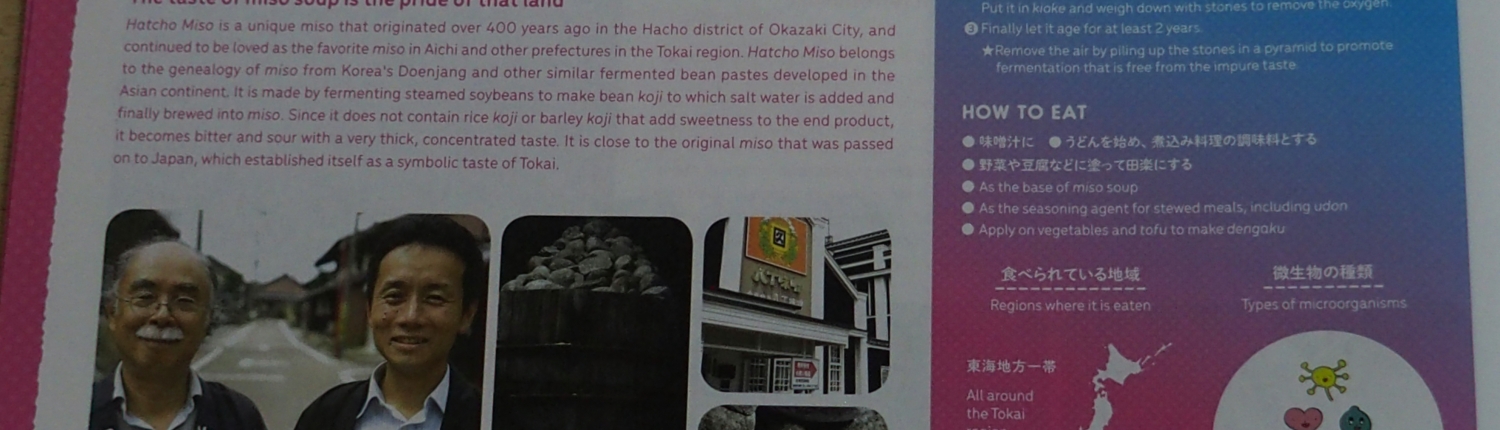 The taste of miso soup is the pride of that land
Hatcho Miso is a unique miso that originated over 400 years ago in the Hacho district of Okazaki City, and
continued to be loved as the favorite miso in Aichi and other prefectures in the Tokai region. Hatcho Miso belongs
to the genealogy of miso from Korea's Doenjang and other similar fermented bean pastes developed in the
Asian continent. It is made by fermenting steamed soybeans to make bean koji to which salt water is added and
finally brewed into miso. Since it does not contain rice koji or barley koji that add sweetness to the end product,
it becomes bitter and sour with a very thick, concentrated taste. It is close to the original miso that was passed
on to Japan, which established itself as a symbolic taste of Tokai.
Put it in kioke and weigh down with stones to remove the oxygen.
❸ Finally let it age for at least 2 years.
★Remove the air by piling up the stones in a pyramid to promote
fermentation that is free from the impure taste
HOW TO EAT
● 味噌汁に ● うどんを始め、煮込み料理の調味料とする
● 野菜や豆腐などに塗って田楽にする
● As the base of miso soup
● As the seasoning agent for stewed meals, including udon
● Apply on vegetables and tofu to make dengaku
食べられている地域
Regions where it is eaten
微生物の種類
Types of microorganisms
東海地方一帯
All around
the Tokai